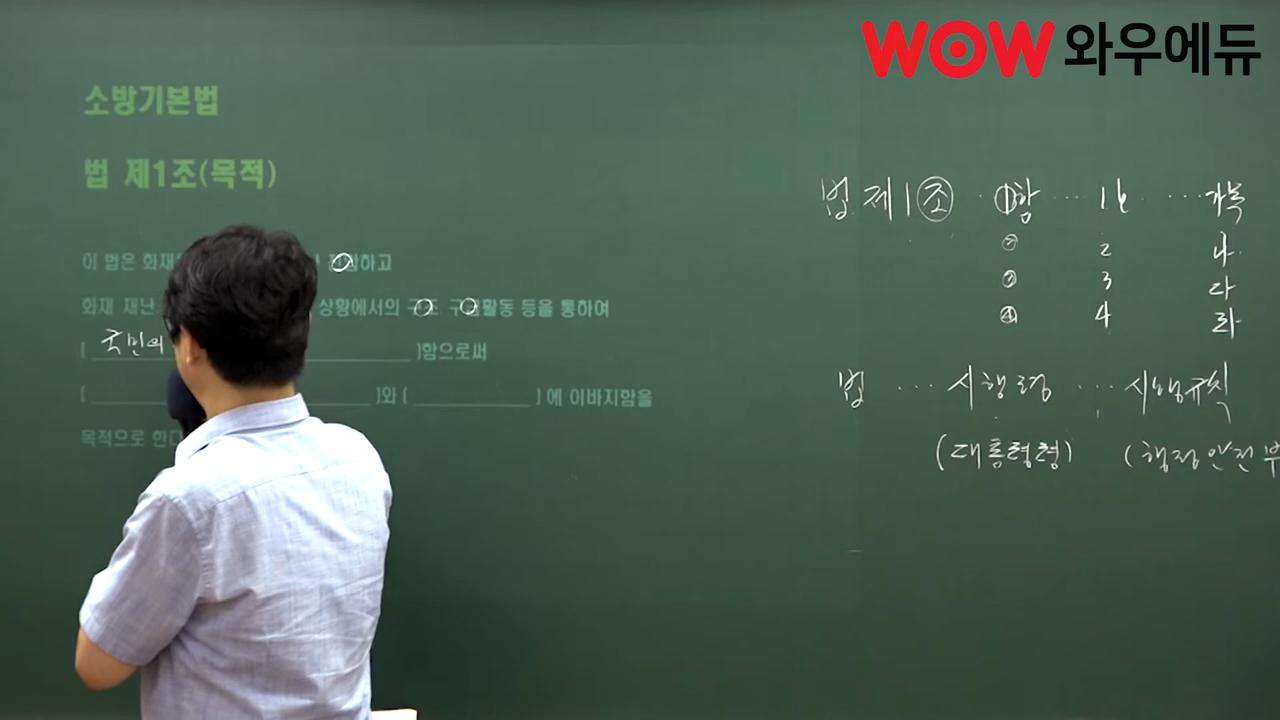 WOW 와우에듀
소방기본법
법 제1조(목적)
이 법은 화재 하고
화재 재난 상황에서의 구조 구급활동 등을 통하여
( 국민의 )함으로써
( )와 ( ) 에 이바지함을
목적으로 한다
법 제1조 ①항 ... 1호 ... 가목
② 2 나
③ 3 다
④ 4 라
법 ... 시행령 ... 시행규칙
(대통령령) (행정안전부